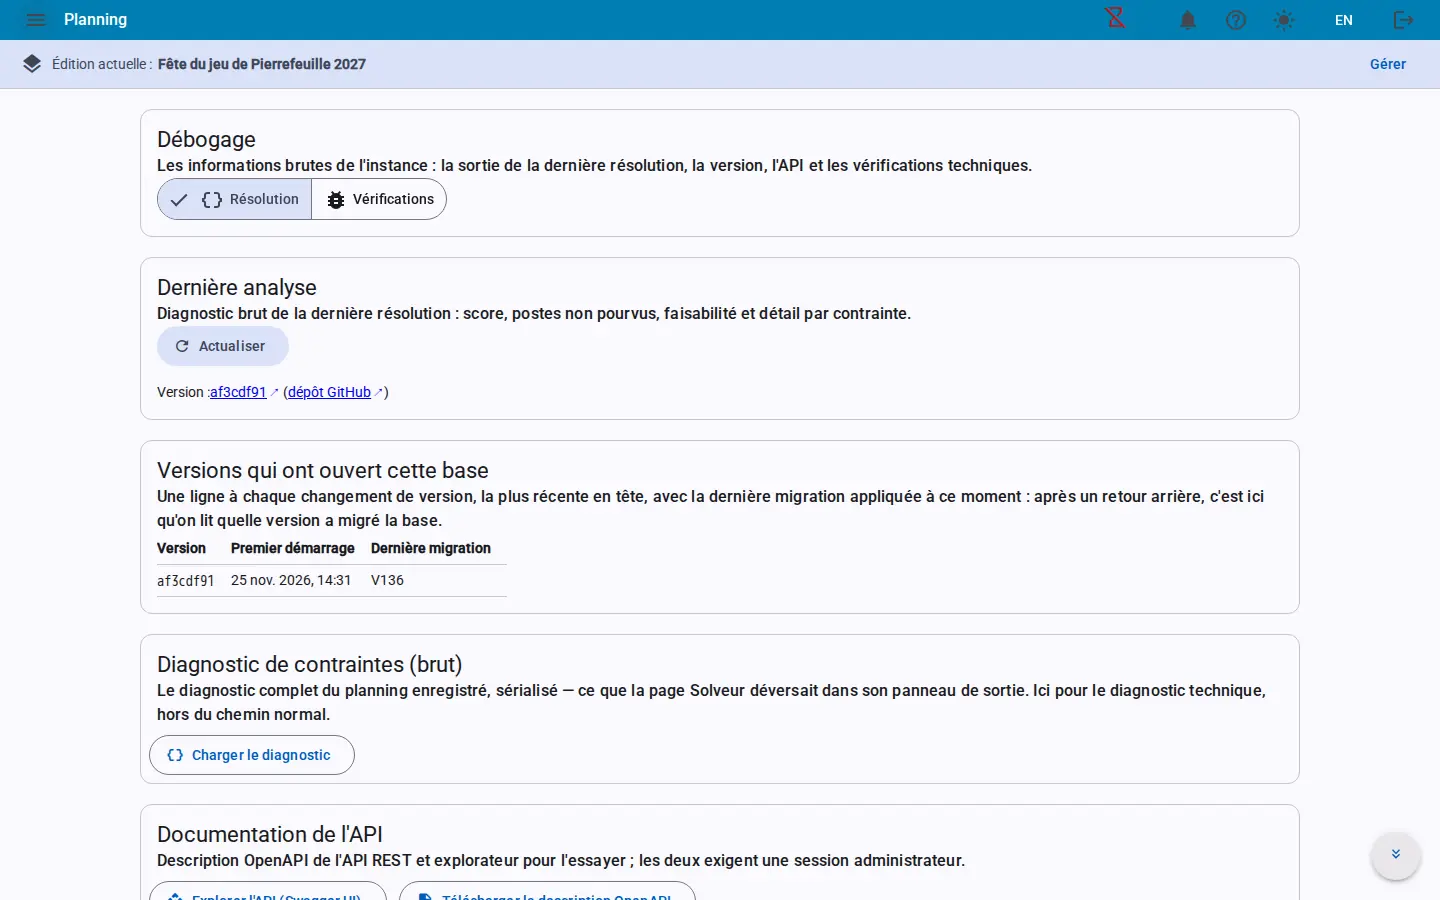 Planning
EN
Édition actuelle : Fête du jeu de Pierrefeuille 2027
Gérer
Débogage
Les informations brutes de l'instance : la sortie de la dernière résolution, la version, l'API et les vérifications techniques.
Résolution
Vérifications
Dernière analyse
Diagnostic brut de la dernière résolution : score, postes non pourvus, faisabilité et détail par contrainte.
Actualiser
Version :af3cdf91 (dépôt GitHub)
Versions qui ont ouvert cette base
Une ligne à chaque changement de version, la plus récente en tête, avec la dernière migration appliquée à ce moment : après un retour arrière, c'est ici
qu'on lit quelle version a migré la base.
Version Premier démarrage Dernière migration
af3cdf91 25 nov. 2026, 14:31 V136
Diagnostic de contraintes (brut)
Le diagnostic complet du planning enregistré, sérialisé — ce que la page Solveur déversait dans son panneau de sortie. Ici pour le diagnostic technique,
hors du chemin normal.
Charger le diagnostic
Documentation de l'API
Description OpenAPI de l'API REST et explorateur pour l'essayer ; les deux exigent une session administrateur.
Explorer l'API (Swagger UI)
Télécharger la description OpenAPI